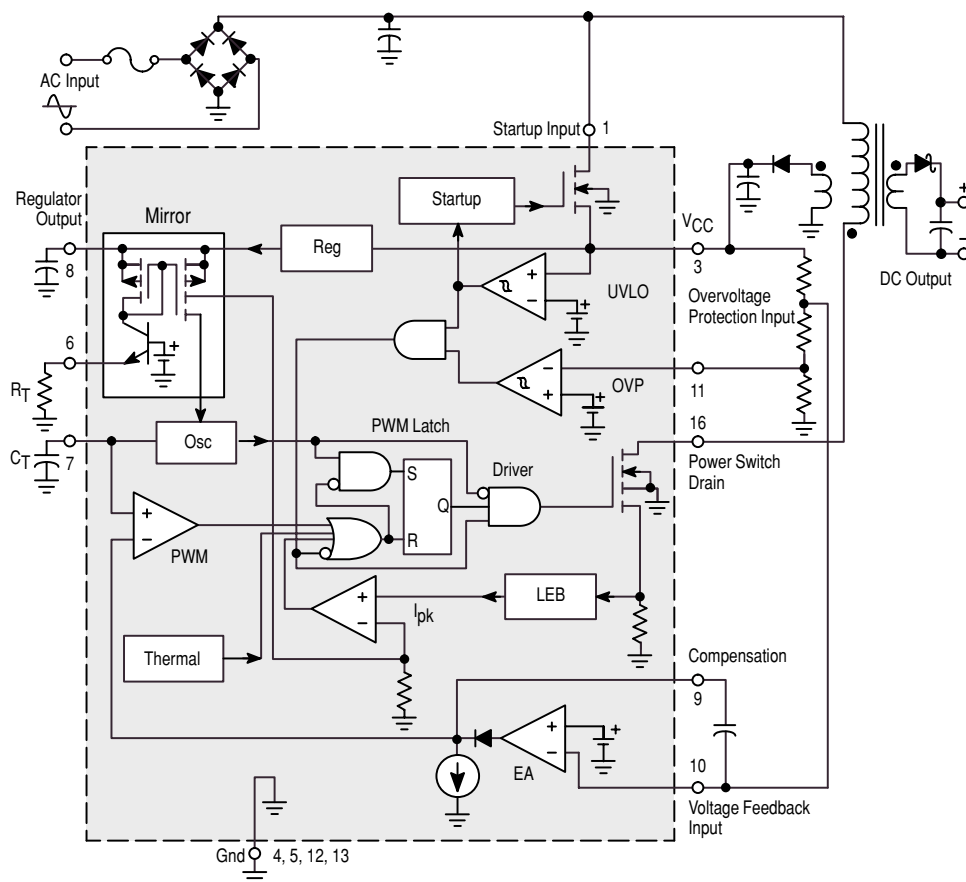 AC Input
Startup Input
1
Regulator
Output
Mirror
Startup
VCC
8
Reg
3
DC Output
+
−
+
−
+
UVLO
Overvoltage
Protection Input
6
+
RT
−
+
+
OVP
11
16
CT
7
Osc
PWM Latch
Power Switch
Drain
S
Q
R
Driver
+
−
PWM
LEB
+
−
Ipk
Thermal
Compensation
9
+
−
+
EA
10
Voltage Feedback
Input
Gnd
4, 5, 12, 13